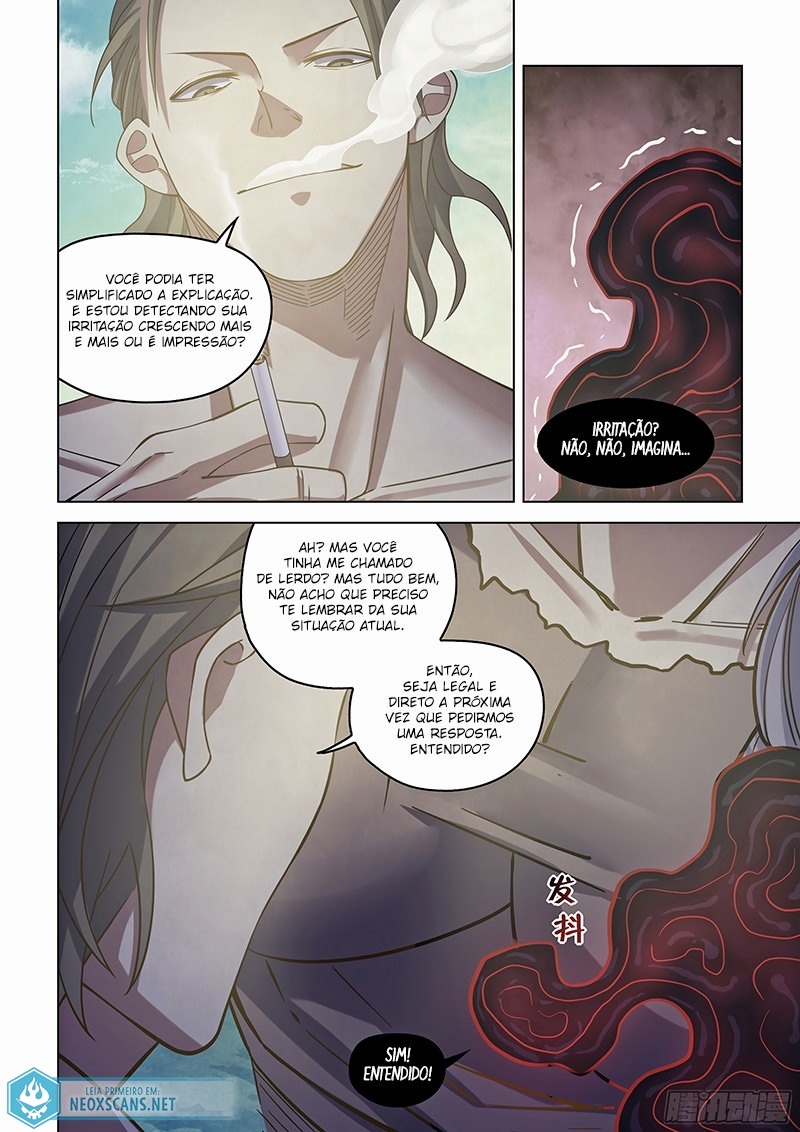 VOCÊ PODIA TER
SIMPLIFICADO A EXPLICAÇÃO.
E ESTOU DETECTANDO SUA
IRRITAÇÃO CRESCENDO MAIS
E MAIS OU É IMPRESSÃO?
IRRITAÇÃO?
NÃO, NÃO, IMAGINA...
AH? MAS VOCÊ
TINHA ME CHAMADO
DE LERDO? MAS TUDO BEM,
NÃO ACHO QUE PRECISO
TE LEMBRAR DA SUA
SITUAÇÃO ATUAL.
ENTÃO,
SEJA LEGAL E
DIRETO A PRÓXIMA
VEZ QUE PEDIRMOS
UMA RESPOSTA.
ENTENDIDO?
发
抖
SIM!
ENTENDIDO!
LEIA PRIMEIRO EM:
NEOXSCANS.NET
腾讯动漫